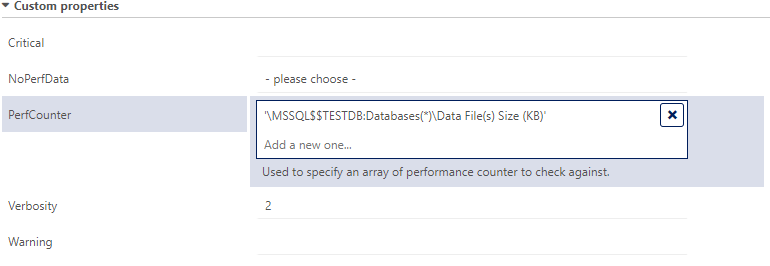 Custom properties
Critical
NoPerfData - please choose -
PerfCounter '\MSSQL$$TESTDB:Databases(*)\Data File(s) Size (KB)'
Add a new one...
Used to specify an array of performance counter to check against.
Verbosity 2
Warning